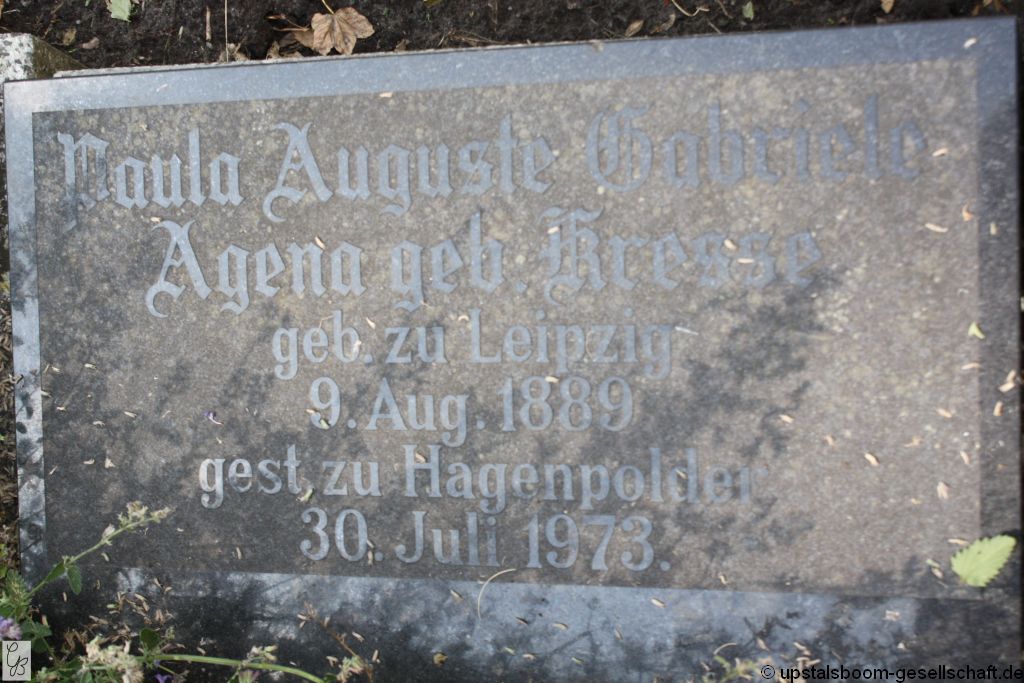 Paula Auguste Gabriele
Agena geb. Kresse
geb. zu Leipzig
9. Aug. 1889
gest. zu Hagenpolder
30. Juli 1973.
GB
© upstalsboom-gesellschaft.de